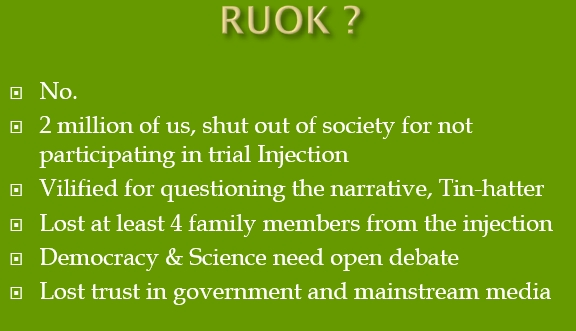 RUOK ?
No.
2 million of us, shut out of society for not
participating in trial Injection
Vilified for questioning the narrative, Tin-hatter
Lost at least 4 family members from the injection
Democracy & Science need open debate
Lost trust in government and mainstream media